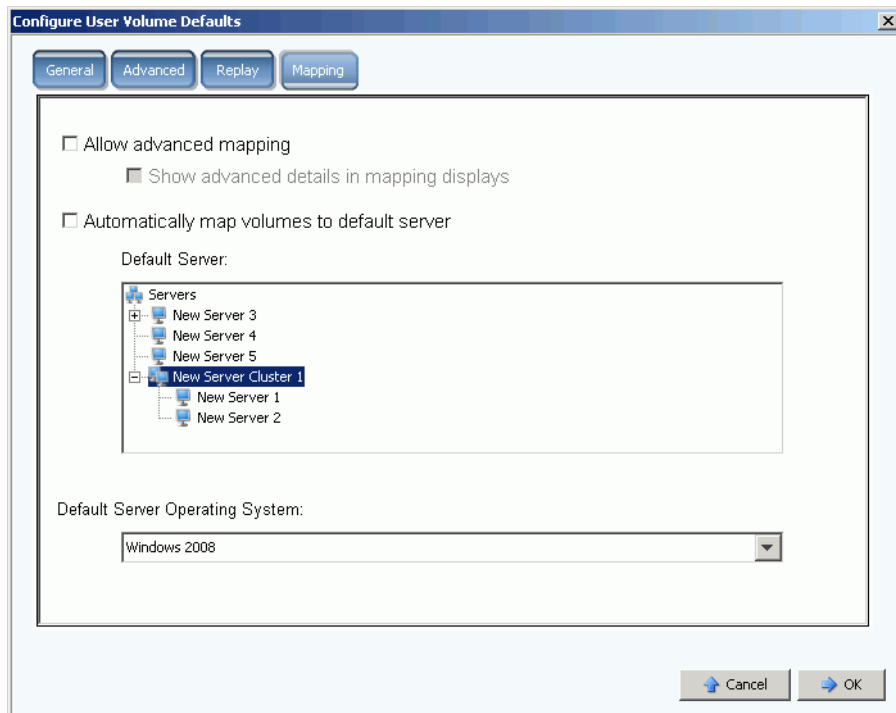 Configure User Volume Defaults
General Advanced Replay Mapping
Allow advanced mapping
Show advanced details in mapping displays
Automatically map volumes to default server
Default Server:
Servers
New Server 3
New Server 4
New Server 5
New Server Cluster 1
New Server 1
New Server 2
Default Server Operating System:
Windows 2008
Cancel OK